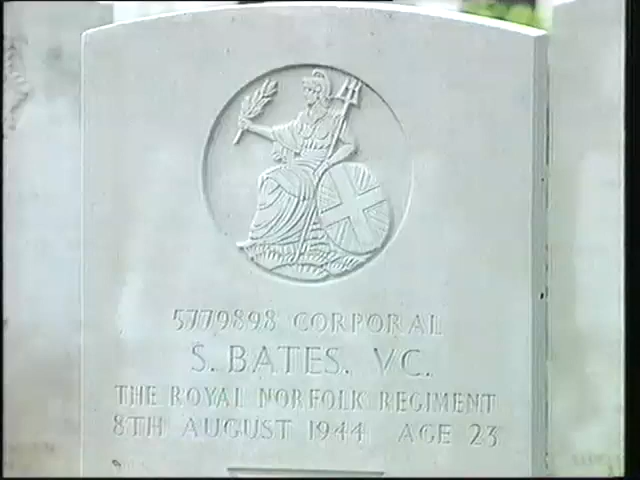 5779898 CORPORAL
S. BATES. VC.
THE ROYAL NORFOLK REGIMENT
8TH AUGUST 1944 AGE 23